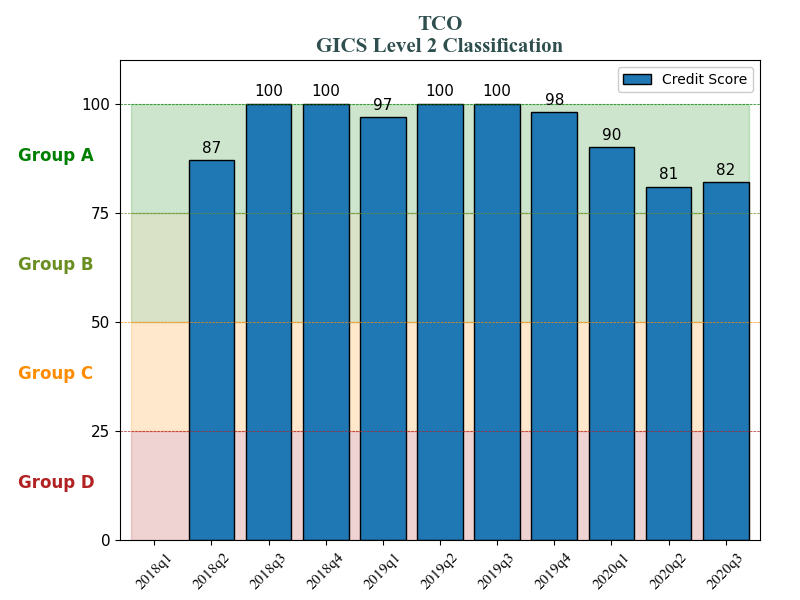 TCO
GICS Level 2 Classification
Credit Score
100
75
50
25
0
Group A
Group B
Group C
Group D
87
100
100
97
100
100
98
90
81
82
2018q1
2018q2
2018q3
2018q4
2019q1
2019q2
2019q3
2019q4
2020q1
2020q2
2020q3